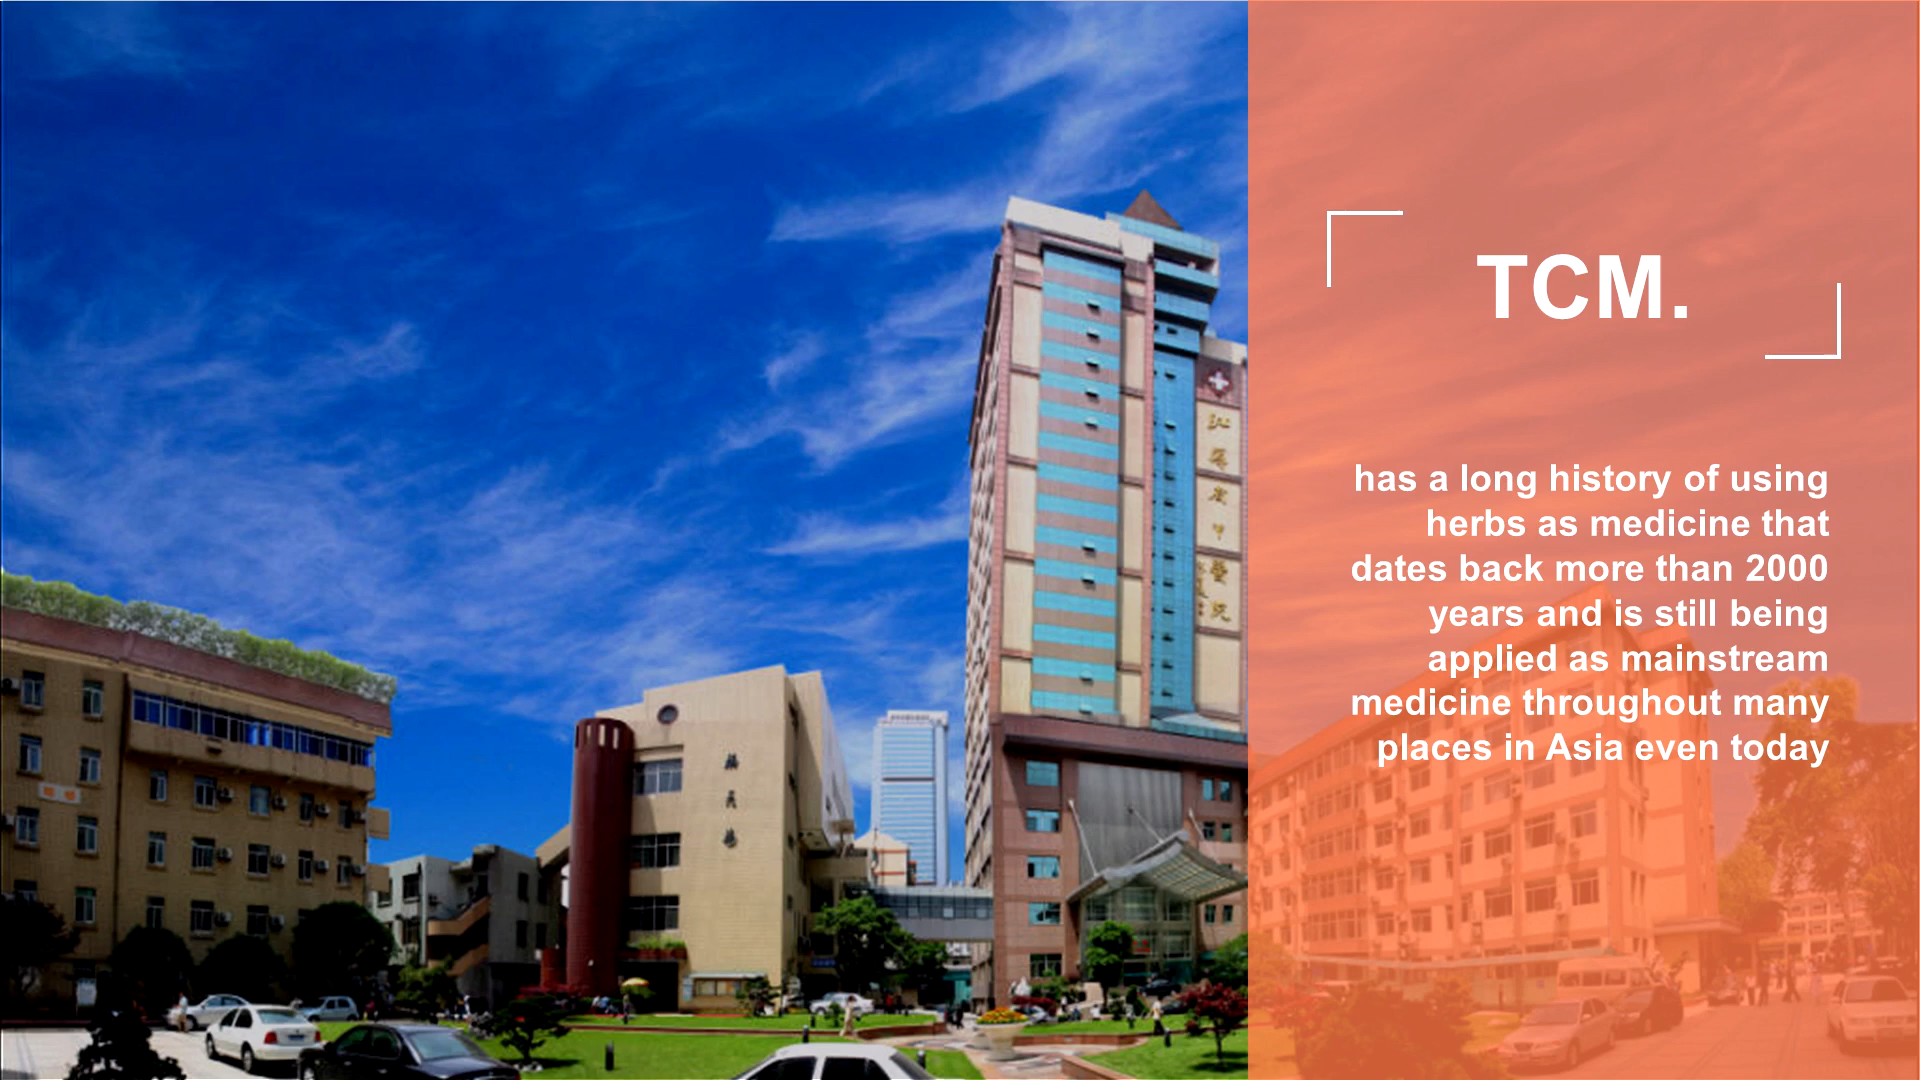 TCM.
has a long history of using
herbs as medicine that
dates back more than 2000
years and is still being
applied as mainstream
medicine throughout many
places in Asia even today